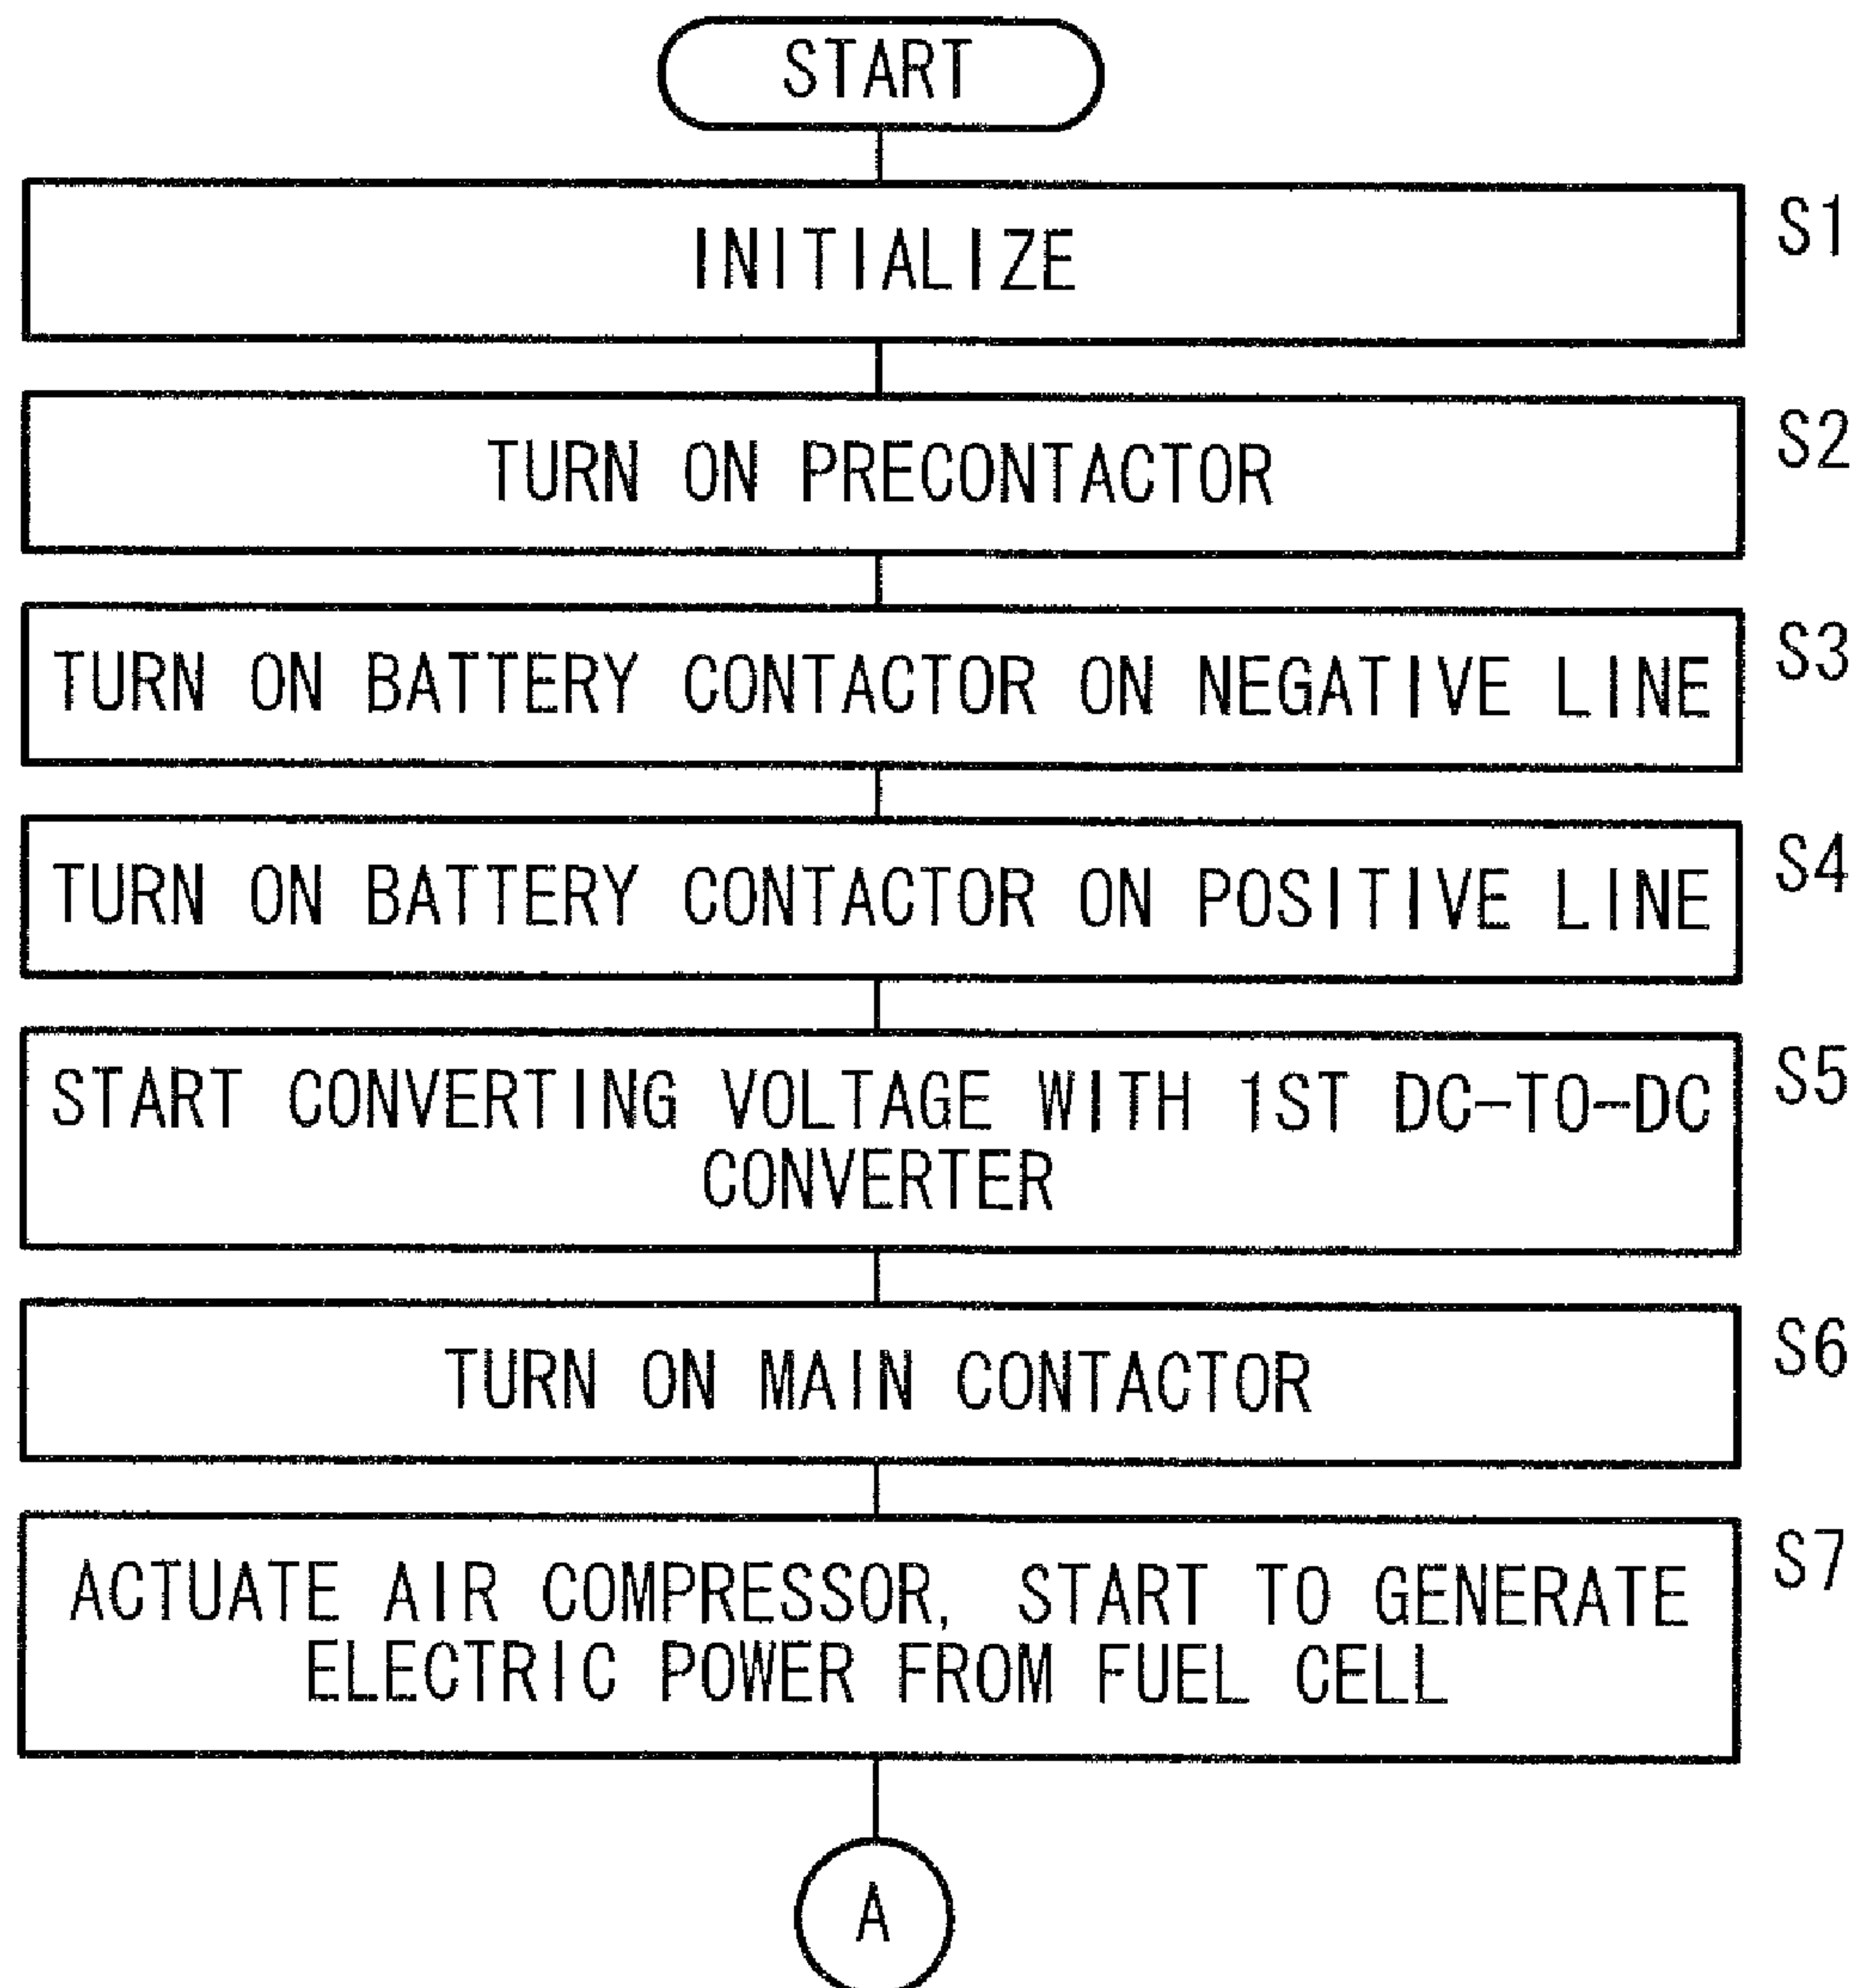 START
INITIALIZE
S1
TURN ON PRECONTACTOR
S2
TURN ON BATTERY CONTACTOR ON NEGATIVE LINE
S3
TURN ON BATTERY CONTACTOR ON POSITIVE LINE
S4
START CONVERTING VOLTAGE WITH 1ST DC-TO-DC
CONVERTER
S5
TURN ON MAIN CONTACTOR
S6
ACTUATE AIR COMPRESSOR, START TO GENERATE
ELECTRIC POWER FROM FUEL CELL
S7
A